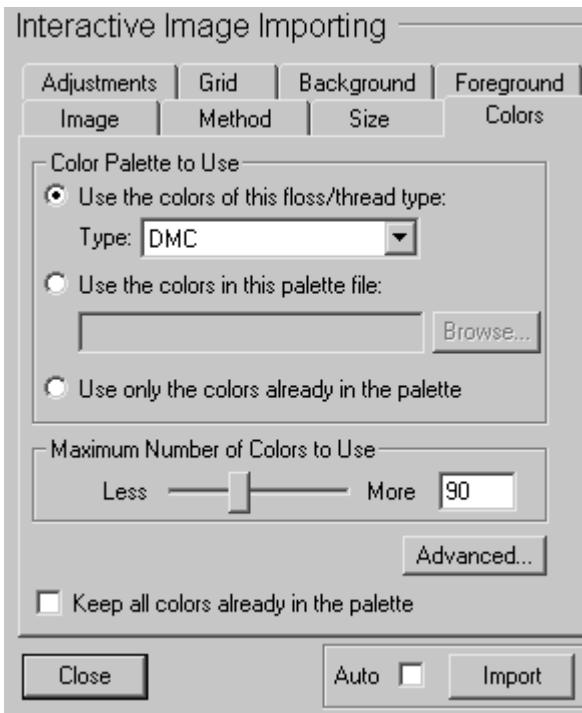 Interactive Image Importing
Adjustments Grid Background Foreground
Image Method Size Colors
Color Palette to Use
Use the colors of this floss/thread type:
Type: DMC
Use the colors in this palette file:
Browse...
Use only the colors already in the palette
Maximum Number of Colors to Use
Less More 90
Advanced...
Keep all colors already in the palette
Close Auto Import